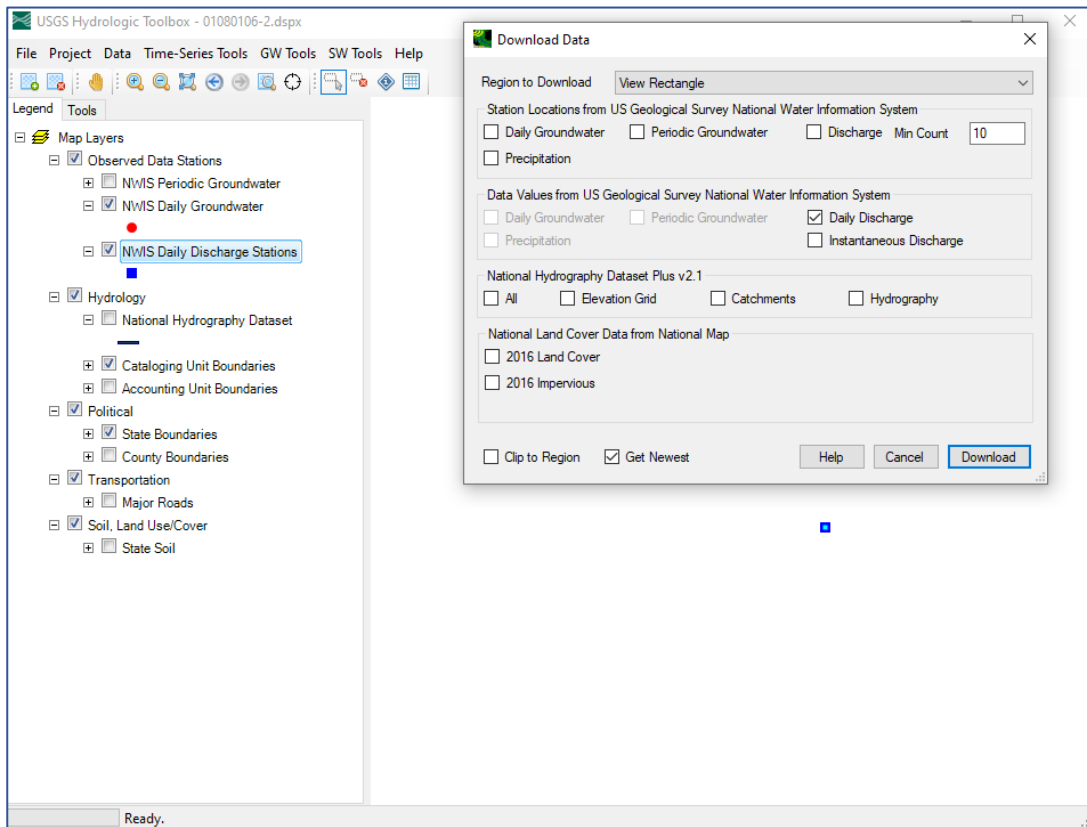 USGS Hydrologic Toolbox - 01080106-2.dspx
File Project Data Time-Series Tools GW Tools SW Tools Help
Legend Tools
Map Layers
Observed Data Stations
NWIS Periodic Groundwater
NWIS Daily Groundwater
NWIS Daily Discharge Stations
Hydrology
National Hydrography Dataset
Cataloging Unit Boundaries
Accounting Unit Boundaries
Political
State Boundaries
County Boundaries
Transportation
Major Roads
Soil, Land Use/Cover
State Soil
Download Data
Region to Download View Rectangle
Station Locations from US Geological Survey National Water Information System
Daily Groundwater Periodic Groundwater Discharge Min Count 10
Precipitation
Data Values from US Geological Survey National Water Information System
Daily Groundwater Periodic Groundwater Daily Discharge
Precipitation Instantaneous Discharge
National Hydrography Dataset Plus v2.1
All Elevation Grid Catchments Hydrography
National Land Cover Data from National Map
2016 Land Cover
2016 Impervious
Clip to Region Get Newest Help Cancel Download
Ready.